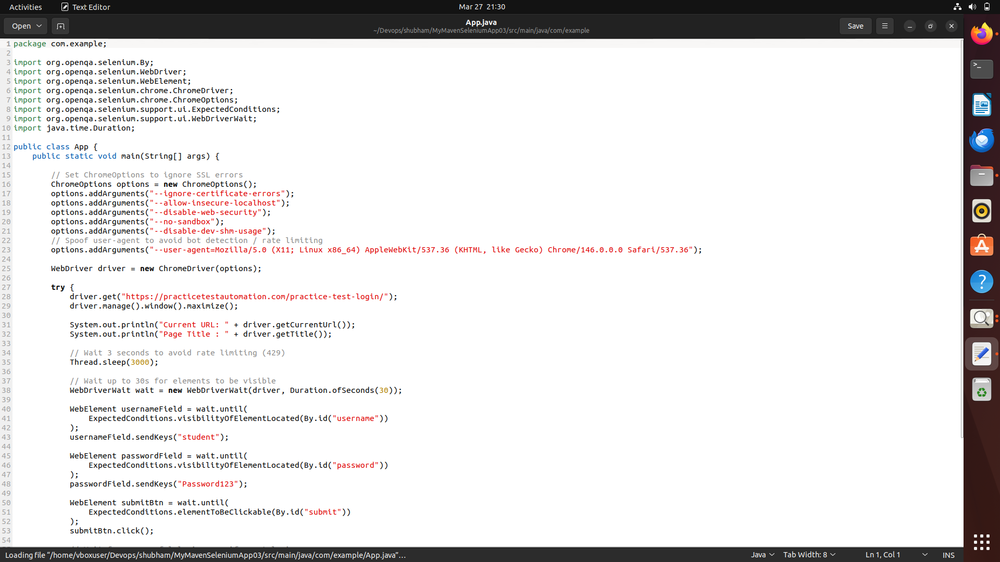 Activities Text Editor Mar 27 21:30
Open App.java Save
~/Devops/shubham/MyMavenSeleniumApp03/src/main/java/com/example
1 package com.example;
2
3 import org.openqa.selenium.By;
4 import org.openqa.selenium.WebDriver;
5 import org.openqa.selenium.WebElement;
6 import org.openqa.selenium.chrome.ChromeDriver;
7 import org.openqa.selenium.chrome.ChromeOptions;
8 import org.openqa.selenium.support.ui.ExpectedConditions;
9 import org.openqa.selenium.support.ui.WebDriverWait;
10 import java.time.Duration;
11
12 public class App {
13     public static void main(String[] args) {
14
15         // Set ChromeOptions to ignore SSL errors
16         ChromeOptions options = new ChromeOptions();
17         options.addArguments("--ignore-certificate-errors");
18         options.addArguments("--allow-insecure-localhost");
19         options.addArguments("--disable-web-security");
20         options.addArguments("--no-sandbox");
21         options.addArguments("--disable-dev-shm-usage");
22         // Spoof user-agent to avoid bot detection / rate limiting
23         options.addArguments("--user-agent=Mozilla/5.0 (X11; Linux x86_64) AppleWebKit/537.36 (KHTML, like Gecko) Chrome/146.0.0.0 Safari/537.36");
24
25         WebDriver driver = new ChromeDriver(options);
26
27         try {
28             driver.get("https://practicetestautomation.com/practice-test-login/");
29             driver.manage().window().maximize();
30
31             System.out.println("Current URL: " + driver.getCurrentUrl());
32             System.out.println("Page Title : " + driver.getTitle());
33
34             // Wait 3 seconds to avoid rate limiting (429)
35             Thread.sleep(3000);
36
37             // Wait up to 30s for elements to be visible
38             WebDriverWait wait = new WebDriverWait(driver, Duration.ofSeconds(30));
39
40             WebElement usernameField = wait.until(
41                 ExpectedConditions.visibilityOfElementLocated(By.id("username"))
42             );
43             usernameField.sendKeys("student");
44
45             WebElement passwordField = wait.until(
46                 ExpectedConditions.visibilityOfElementLocated(By.id("password"))
47             );
48             passwordField.sendKeys("Password123");
49
50             WebElement submitBtn = wait.until(
51                 ExpectedConditions.elementToBeClickable(By.id("submit"))
52             );
53             submitBtn.click();
54
Loading file “/home/vboxuser/Devops/shubham/MyMavenSeleniumApp03/src/main/java/com/example/App.java”… Java Tab Width: 8 Ln 1, Col 1 INS